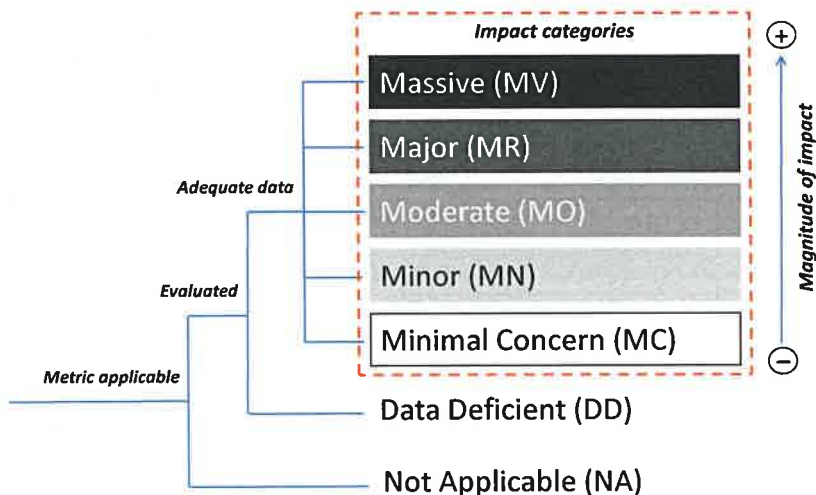 Impact categories
+
Massive (MV)
Major (MR)
Adequate data
Moderate (MO)
Magnitude of impact
Evaluated
Minor (MN)
Minimal Concern (MC)
−
Metric applicable
Data Deficient (DD)
Not Applicable (NA)